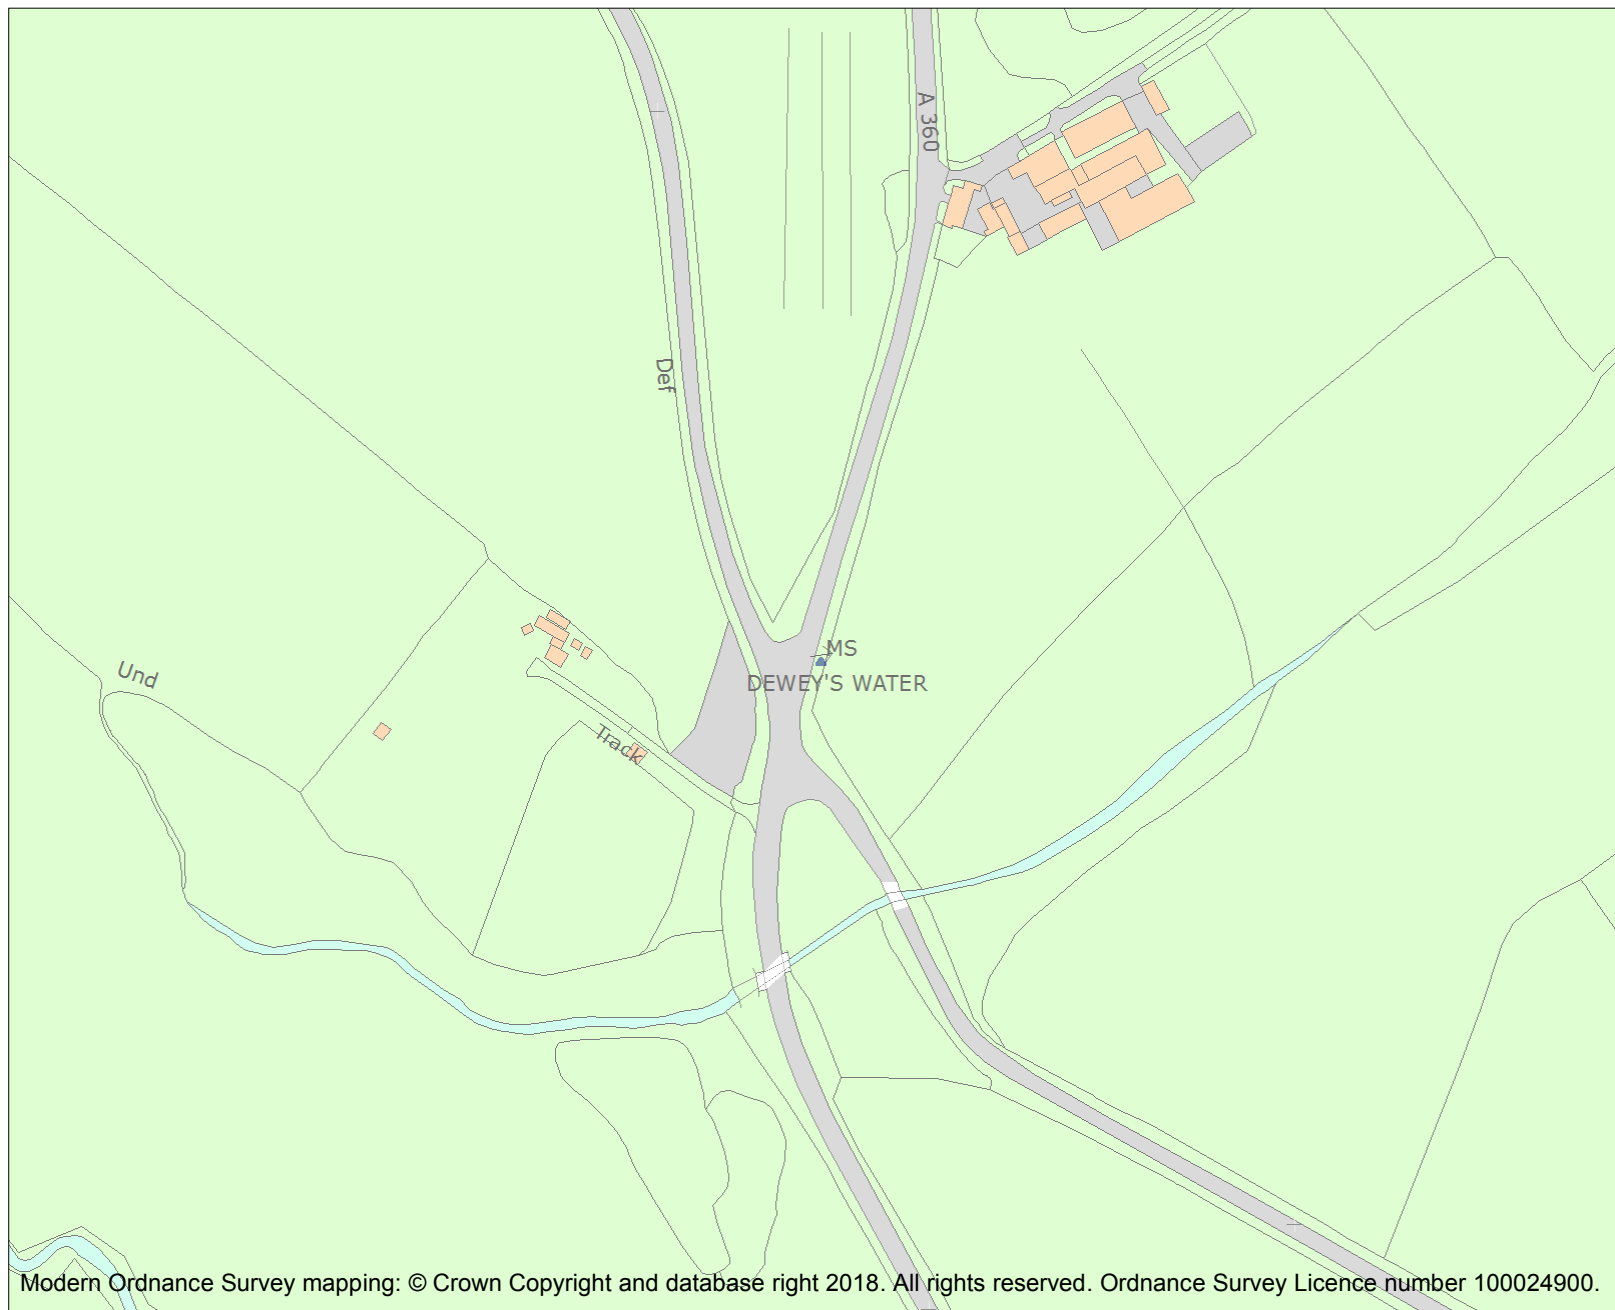 A 360
Def
MS
DEWEY'S WATER
Und
Track
Modern Ordnance Survey mapping: © Crown Copyright and database right 2018. All rights reserved. Ordnance Survey Licence number 100024900.